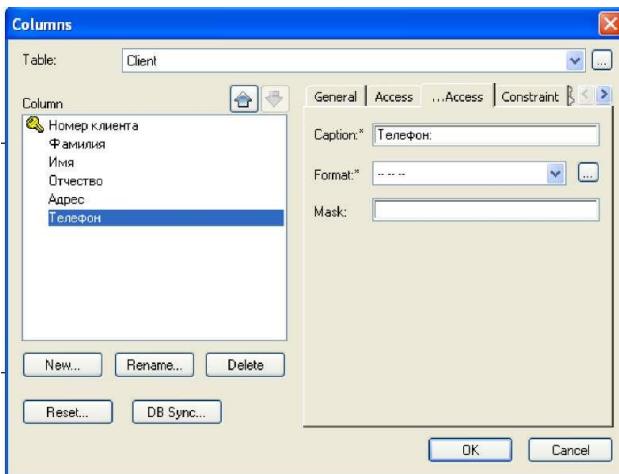 Columns
Table: Client ...
Column
Номер клиента
Фамилия
Имя
Отчество
Адрес
Телефон
New... Rename... Delete
Reset... DB Sync...
General Access ...Access Constraint
Caption:* Телефон:
Format:* -- -- -- ...
Mask:
OK Cancel